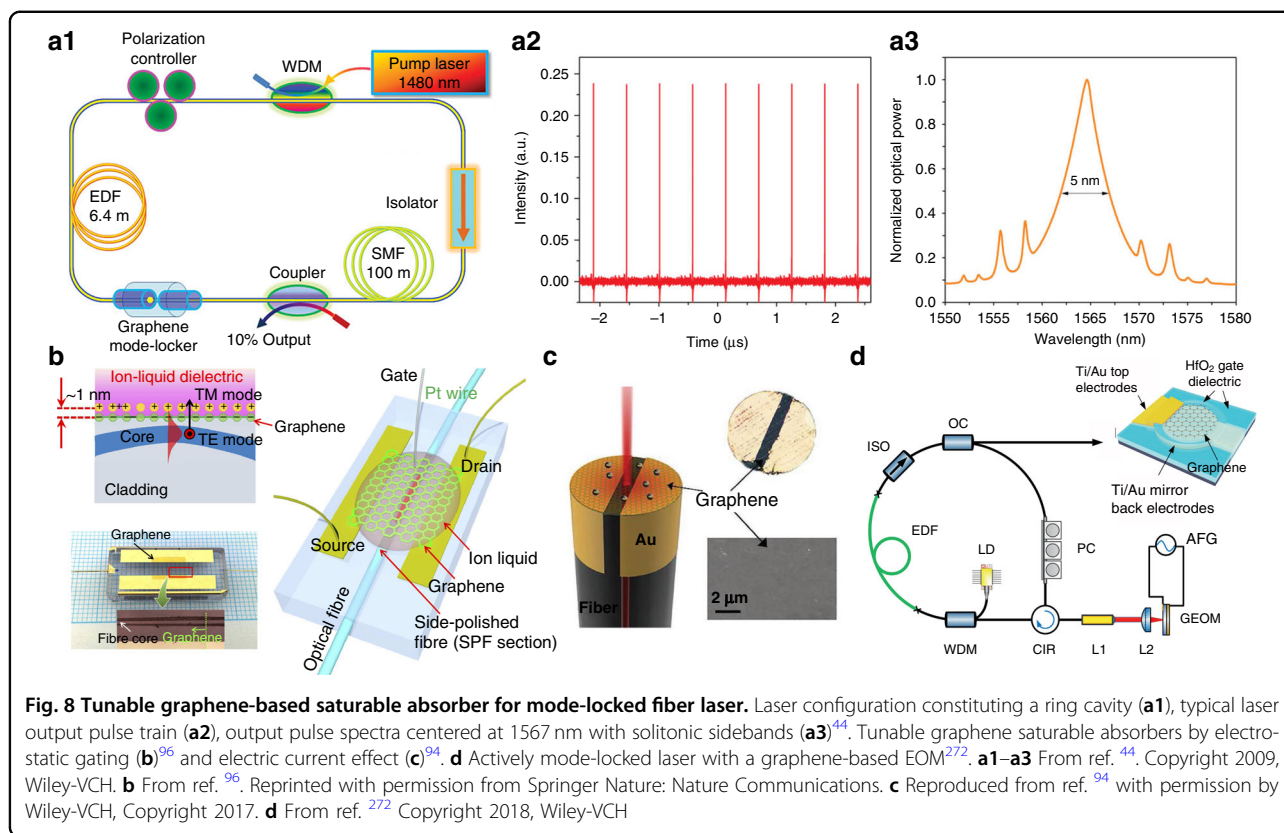 a1
Polarization
controller
WDM
Pump laser
1480 nm
EDF
6.4 m
Isolator
SMF
100 m
Coupler
Graphene
mode-locker
10% Output
a2
0.25
0.20
0.15
0.10
0.05
0.00
Intensity (a.u.)
−2
−1
0
1
2
Time (μs)
a3
1.0
0.8
0.6
0.4
0.2
0.0
Normalized optical power
5 nm
1550
1555
1560
1565
1570
1575
1580
Wavelength (nm)
b
Ion-liquid dielectric
~1 nm
TM mode
Graphene
Core
TE mode
Cladding
Graphene
Fibre core
Graphene
Gate
Pt wire
Drain
Source
Ion liquid
Graphene
Side-polished
fibre (SPF section)
Optical fibre
c
Graphene
Au
Fiber
2 μm
d
Ti/Au top
electrodes
HfO2 gate
dielectric
Graphene
Ti/Au mirror
back electrodes
OC
ISO
EDF
LD
PC
AFG
WDM
CIR
L1
L2
GEOM
Fig. 8 Tunable graphene-based saturable absorber for mode-locked fiber laser. Laser configuration constituting a ring cavity (a1), typical laser
output pulse train (a2), output pulse spectra centered at 1567 nm with solitonic sidebands (a3)44. Tunable graphene saturable absorbers by electro-
static gating (b)96 and electric current effect (c)94. d Actively mode-locked laser with a graphene-based EOM272. a1–a3 From ref. 44. Copyright 2009,
Wiley-VCH. b From ref. 96. Reprinted with permission from Springer Nature: Nature Communications. c Reproduced from ref. 94 with permission by
Wiley-VCH, Copyright 2017. d From ref. 272 Copyright 2018, Wiley-VCH